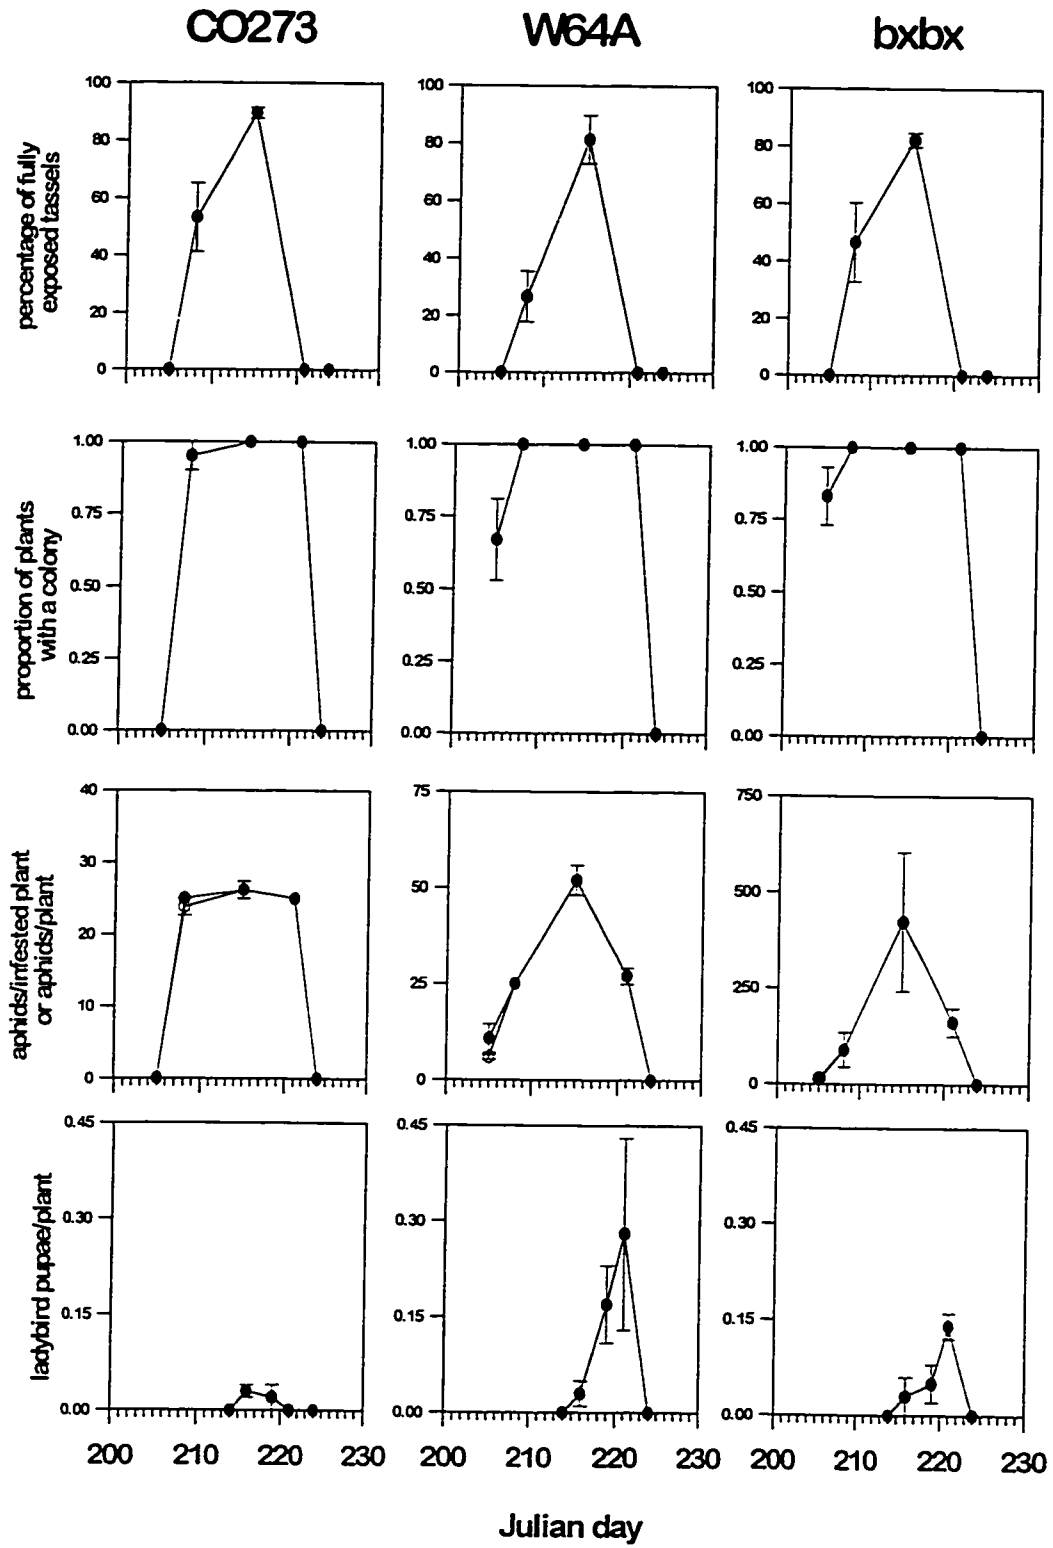 CO273 W64A bxbx
percentage of fully
exposed tassels
100 80 60 40 20 0
100 80 60 40 20 0
100 80 60 40 20 0
proportion of plants
with a colony
1.00 0.75 0.50 0.25 0.00
1.00 0.75 0.50 0.25 0.00
1.00 0.75 0.50 0.25 0.00
aphids/infested plant
or aphids/plant
40 30 20 10 0
75 50 25 0
750 500 250 0
ladybird pupae/plant
0.45 0.30 0.15 0.00
0.45 0.30 0.15 0.00
0.45 0.30 0.15 0.00
200 210 220 200 210 220 200 210 220 230
Julian day